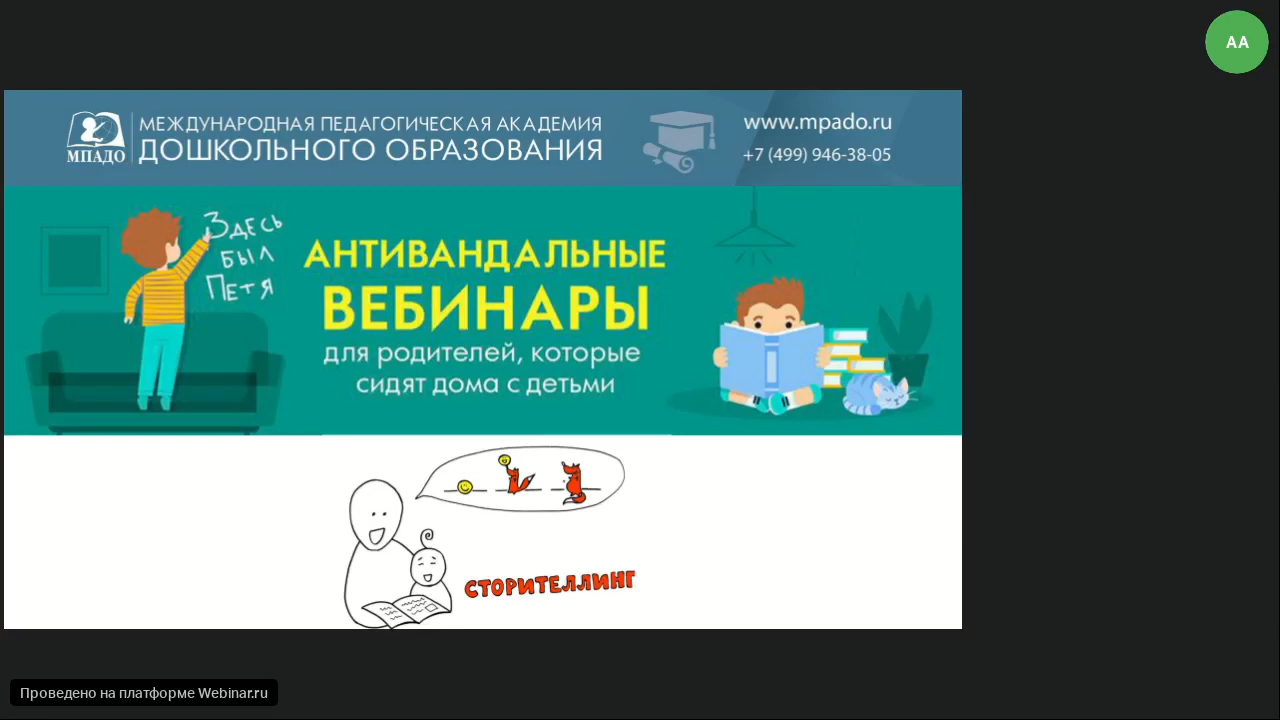 АА
МПАДО
МЕЖДУНАРОДНАЯ ПЕДАГОГИЧЕСКАЯ АКАДЕМИЯ
ДОШКОЛЬНОГО ОБРАЗОВАНИЯ
www.mpado.ru
+7 (499) 946-38-05
Здесь
был
Петя
АНТИВАНДАЛЬНЫЕ
ВЕБИНАРЫ
для родителей, которые
сидят дома с детьми
СТОРИТЕЛЛИНГ
Проведено на платформе Webinar.ru